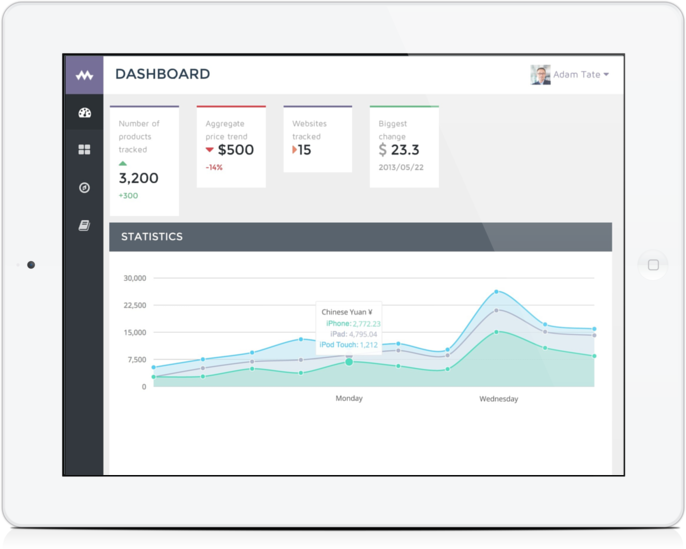 DASHBOARD
Adam Tate
Number of
products
tracked
3,200
+300
Aggregate
price trend
$500
-14%
Websites
tracked
15
Biggest
change
$ 23.3
2013/05/22
STATISTICS
30,000
22,500
15,000
7,500
0
Chinese Yuan ¥
iPhone: 2,772.23
iPad: 4,795.04
iPod Touch: 1,212
Monday
Wednesday